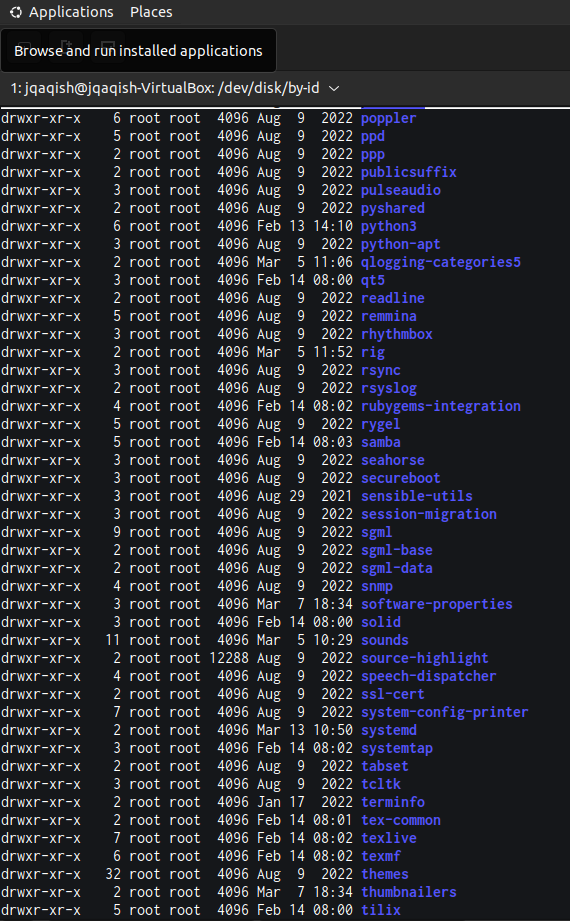 Applications Places
Browse and run installed applications
1: jqaqish@jqaqish-VirtualBox: /dev/disk/by-id
drwxr-xr-x 6 root root 4096 Aug 9 2022 poppler
drwxr-xr-x 5 root root 4096 Aug 9 2022 ppd
drwxr-xr-x 2 root root 4096 Aug 9 2022 ppp
drwxr-xr-x 2 root root 4096 Aug 9 2022 publicsuffix
drwxr-xr-x 3 root root 4096 Aug 9 2022 pulseaudio
drwxr-xr-x 2 root root 4096 Aug 9 2022 pyshared
drwxr-xr-x 6 root root 4096 Feb 13 14:10 python3
drwxr-xr-x 3 root root 4096 Aug 9 2022 python-apt
drwxr-xr-x 2 root root 4096 Mar 5 11:06 qlogging-categories5
drwxr-xr-x 3 root root 4096 Feb 14 08:00 qt5
drwxr-xr-x 2 root root 4096 Aug 9 2022 readline
drwxr-xr-x 5 root root 4096 Aug 9 2022 remmina
drwxr-xr-x 3 root root 4096 Aug 9 2022 rhythmbox
drwxr-xr-x 2 root root 4096 Mar 5 11:52 rig
drwxr-xr-x 3 root root 4096 Aug 9 2022 rsync
drwxr-xr-x 2 root root 4096 Aug 9 2022 rsyslog
drwxr-xr-x 4 root root 4096 Feb 14 08:02 rubygems-integration
drwxr-xr-x 5 root root 4096 Aug 9 2022 rygel
drwxr-xr-x 5 root root 4096 Feb 14 08:03 samba
drwxr-xr-x 3 root root 4096 Aug 9 2022 seahorse
drwxr-xr-x 3 root root 4096 Aug 9 2022 secureboot
drwxr-xr-x 3 root root 4096 Aug 29 2021 sensible-utils
drwxr-xr-x 3 root root 4096 Aug 9 2022 session-migration
drwxr-xr-x 9 root root 4096 Aug 9 2022 sgml
drwxr-xr-x 2 root root 4096 Aug 9 2022 sgml-base
drwxr-xr-x 2 root root 4096 Aug 9 2022 sgml-data
drwxr-xr-x 4 root root 4096 Aug 9 2022 snmp
drwxr-xr-x 3 root root 4096 Mar 7 18:34 software-properties
drwxr-xr-x 3 root root 4096 Feb 14 08:00 solid
drwxr-xr-x 11 root root 4096 Mar 5 10:29 sounds
drwxr-xr-x 2 root root 12288 Aug 9 2022 source-highlight
drwxr-xr-x 4 root root 4096 Aug 9 2022 speech-dispatcher
drwxr-xr-x 2 root root 4096 Aug 9 2022 ssl-cert
drwxr-xr-x 7 root root 4096 Aug 9 2022 system-config-printer
drwxr-xr-x 2 root root 4096 Mar 13 10:50 systemd
drwxr-xr-x 3 root root 4096 Feb 14 08:02 systemtap
drwxr-xr-x 2 root root 4096 Aug 9 2022 tabset
drwxr-xr-x 3 root root 4096 Aug 9 2022 tcltk
drwxr-xr-x 2 root root 4096 Jan 17 2022 terminfo
drwxr-xr-x 2 root root 4096 Feb 14 08:01 tex-common
drwxr-xr-x 7 root root 4096 Feb 14 08:02 texlive
drwxr-xr-x 6 root root 4096 Feb 14 08:02 texmf
drwxr-xr-x 32 root root 4096 Aug 9 2022 themes
drwxr-xr-x 2 root root 4096 Mar 7 18:34 thumbnailers
drwxr-xr-x 5 root root 4096 Feb 14 08:00 tilix